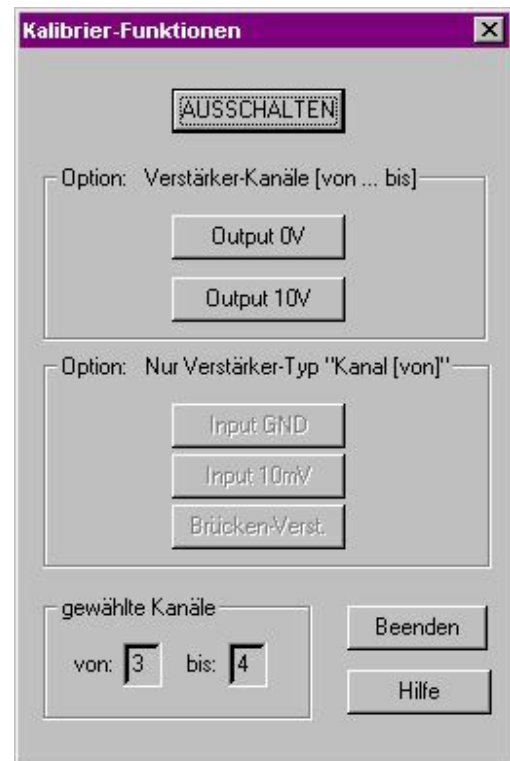 Kalibrier-Funktionen
AUSSCHALTEN
Option: Verstärker-Kanäle [von ... bis]
Output 0V
Output 10V
Option: Nur Verstärker-Typ "Kanal [von]"
Input GND
Input 10mV
Brücken-Verst.
gewählte Kanäle
von: 3 bis: 4
Beenden
Hilfe